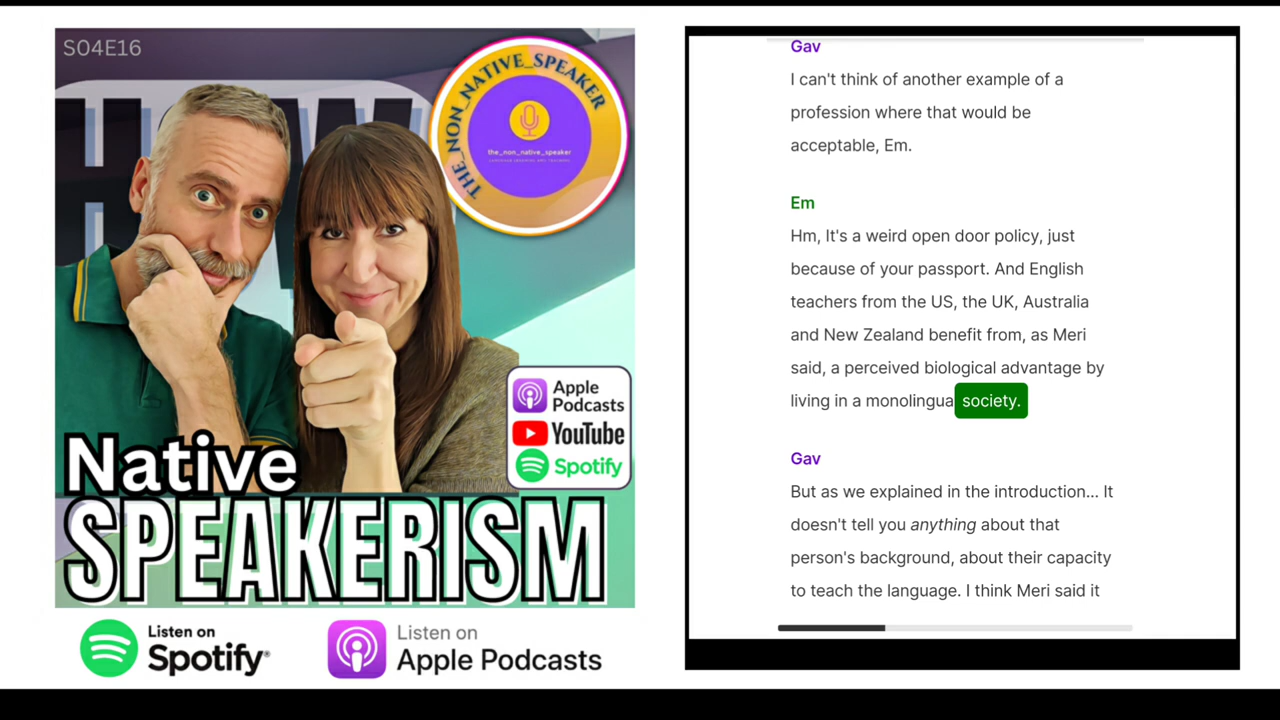 S04E16
THE_NON_NATIVE_SPEAKER
the_non_native_speaker
Apple
Podcasts
YouTube
Spotify
Native
SPEAKERISM
Listen on
Spotify®
Listen on
Apple Podcasts
Gav
I can't think of another example of a
profession where that would be
acceptable, Em.
Em
Hm, It's a weird open door policy, just
because of your passport. And English
teachers from the US, the UK, Australia
and New Zealand benefit from, as Meri
said, a perceived biological advantage by
living in a monolingua society.
Gav
But as we explained in the introduction... It
doesn't tell you anything about that
person's background, about their capacity
to teach the language. I think Meri said it